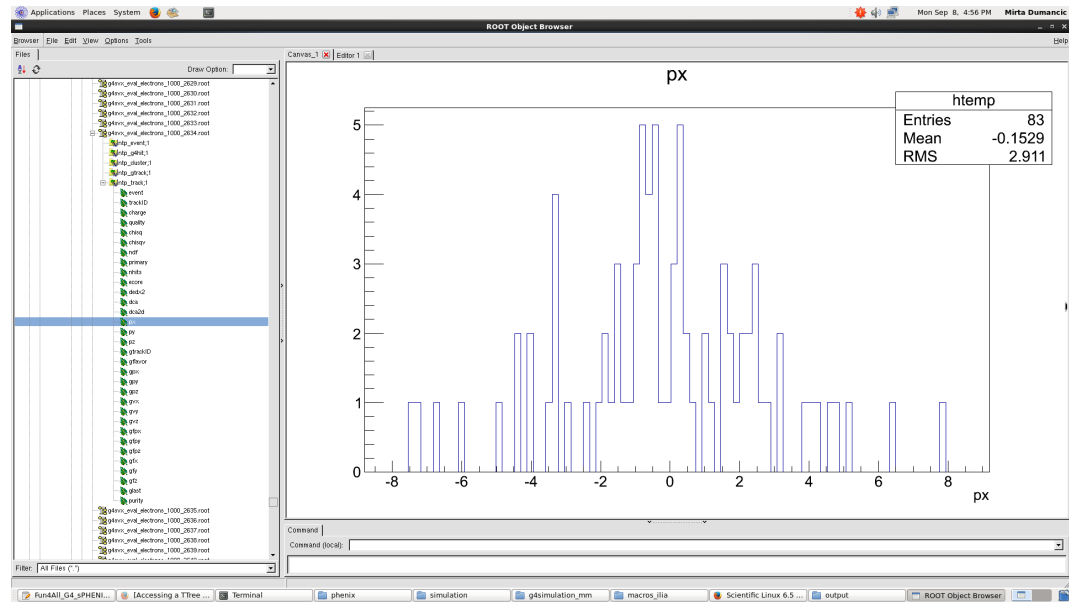 Applications Places System
Mon Sep 8, 4:56 PM Mirta Dumancic
ROOT Object Browser
Browser File Edit View Options Tools
Help
Files
Canvas_1 Editor 1
Draw Option:
g4svx_eval_electrons_1000_2629.root
g4svx_eval_electrons_1000_2630.root
g4svx_eval_electrons_1000_2631.root
g4svx_eval_electrons_1000_2632.root
g4svx_eval_electrons_1000_2633.root
g4svx_eval_electrons_1000_2634.root
ntp_event;1
ntp_g4hit;1
ntp_cluster;1
ntp_gtrack;1
ntp_track;1
event
trackID
charge
quality
chisq
chisqv
ndf
primary
nhits
score
dedx2
dca
dca2d
px
py
pz
gtrackID
gflavor
gpx
gpy
gpz
gvx
gvy
gvz
gfpx
gfpy
gfpz
gfx
gfy
gfz
glast
purity
g4svx_eval_electrons_1000_2635.root
g4svx_eval_electrons_1000_2636.root
g4svx_eval_electrons_1000_2637.root
g4svx_eval_electrons_1000_2638.root
g4svx_eval_electrons_1000_2639.root
Filter: All Files (*.*)
px
htemp
Entries 83
Mean -0.1529
RMS 2.911
5
4
3
2
1
0
-8 -6 -4 -2 0 2 4 6 8
px
Command
Command (local):
Fun4All_G4_sPHENI... [Accessing a TTree ... Terminal phenix simulation g4simulation_mm macros_ilia Scientific Linux 6.5 ... output ROOT Object Browser